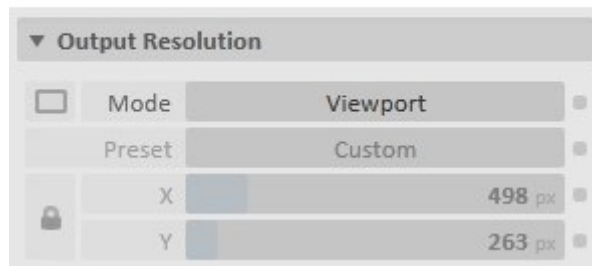 Output Resolution
Mode Viewport
Preset Custom
X 498 px
Y 263 px